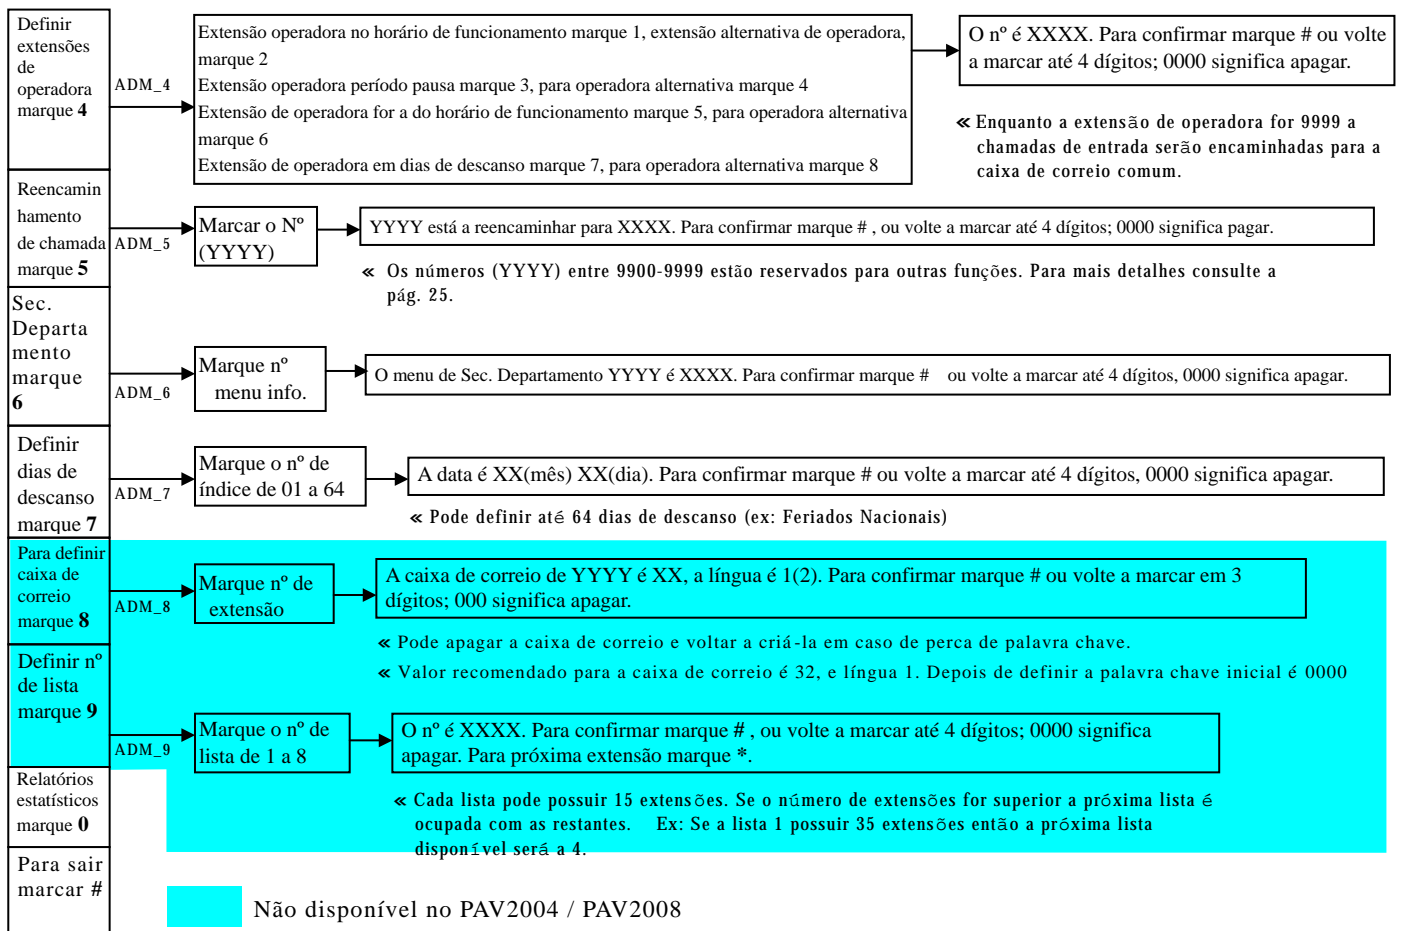 Definir
extensões
de
operadora
marque 4
ADM_4
Extensão operadora no horário de funcionamento marque 1, extensão alternativa de operadora,
marque 2
Extensão operadora período pausa marque 3, para operadora alternativa marque 4
Extensão de operadora for a do horário de funcionamento marque 5, para operadora alternativa
marque 6
Extensão de operadora em dias de descanso marque 7, para operadora alternativa marque 8
O nº é XXXX. Para confirmar marque # ou volte
a marcar até 4 dígitos; 0000 significa apagar.
« Enquanto a extensão de operadora for 9999 a
chamadas de entrada serão encaminhadas para a
caixa de correio comum.
Reencamin
hamento
de chamada
marque 5
ADM_5
Marcar o Nº
(YYYY)
YYYY está a reencaminhar para XXXX. Para confirmar marque # , ou volte a marcar até 4 dígitos; 0000 significa pagar.
« Os números (YYYY) entre 9900-9999 estão reservados para outras funções. Para mais detalhes consulte a
pág. 25.
Sec.
Departa
mento
marque
6
ADM_6
Marque nº
menu info.
O menu de Sec. Departamento YYYY é XXXX. Para confirmar marque # ou volte a marcar até 4 dígitos, 0000 significa apagar.
Definir
dias de
descanso
marque 7
ADM_7
Marque o nº de
índice de 01 a 64
A data é XX(mês) XX(dia). Para confirmar marque # ou volte a marcar até 4 dígitos, 0000 significa apagar.
« Pode definir até 64 dias de descanso (ex: Feriados Nacionais)
Para definir
caixa de
correio
marque 8
ADM_8
Marque nº de
extensão
A caixa de correio de YYYY é XX, a língua é 1(2). Para confirmar marque # ou volte a marcar em 3
dígitos; 000 significa apagar.
« Pode apagar a caixa de correio e voltar a criá-la em caso de perca de palavra chave.
« Valor recomendado para a caixa de correio é 32, e língua 1. Depois de definir a palavra chave inicial é 0000
Definir nº
de lista
marque 9
ADM_9
Marque o nº de
lista de 1 a 8
O nº é XXXX. Para confirmar marque # , ou volte a marcar até 4 dígitos; 0000 significa
apagar. Para próxima extensão marque *.
« Cada lista pode possuir 15 extensões. Se o número de extensões for superior a próxima lista é
ocupada com as restantes. Ex: Se a lista 1 possuir 35 extensões então a próxima lista
disponível será a 4.
Relatórios
estatísticos
marque 0
Para sair
marcar #
Não disponível no PAV2004 / PAV2008